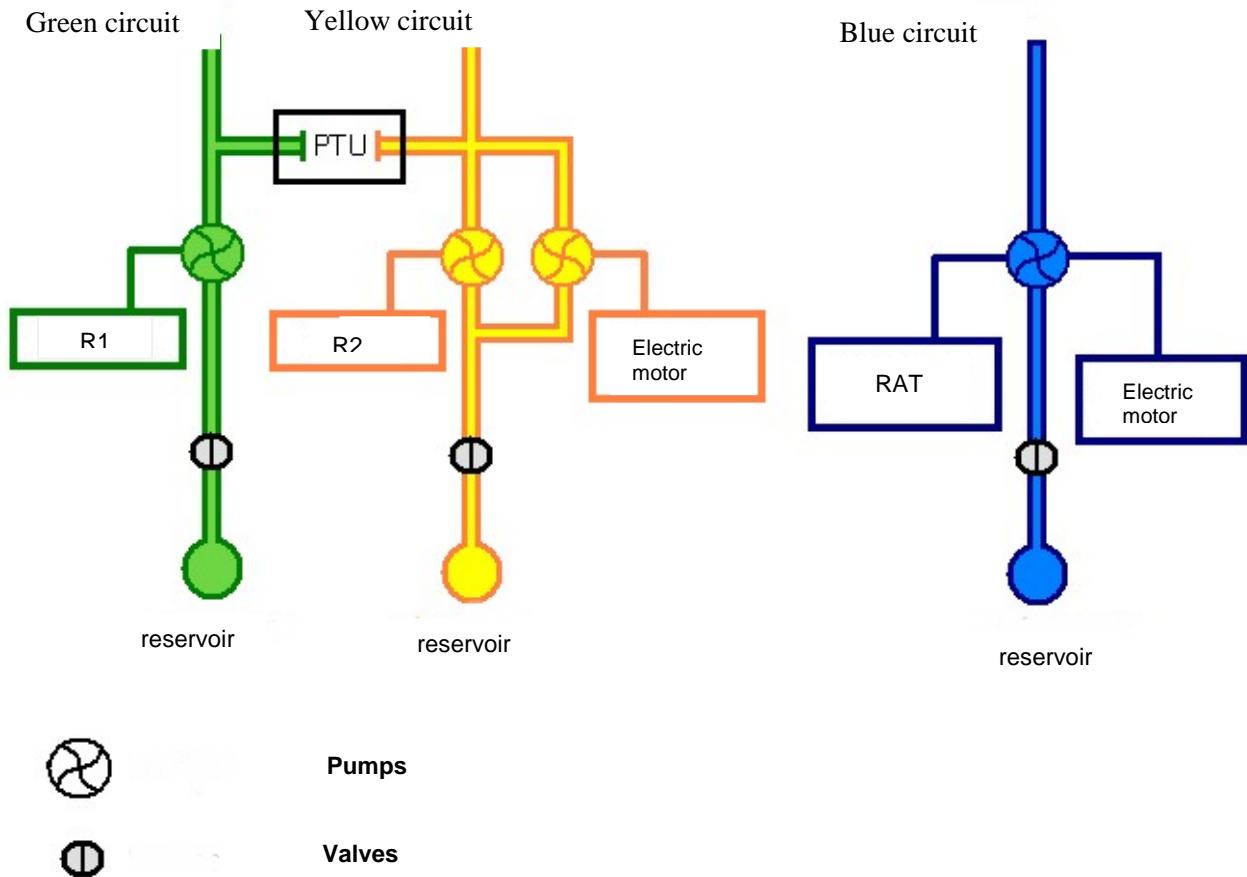 Green circuit
Yellow circuit
Blue circuit
PTU
R1
R2
Electric
motor
RAT
Electric
motor
reservoir
reservoir
reservoir
Pumps
Valves